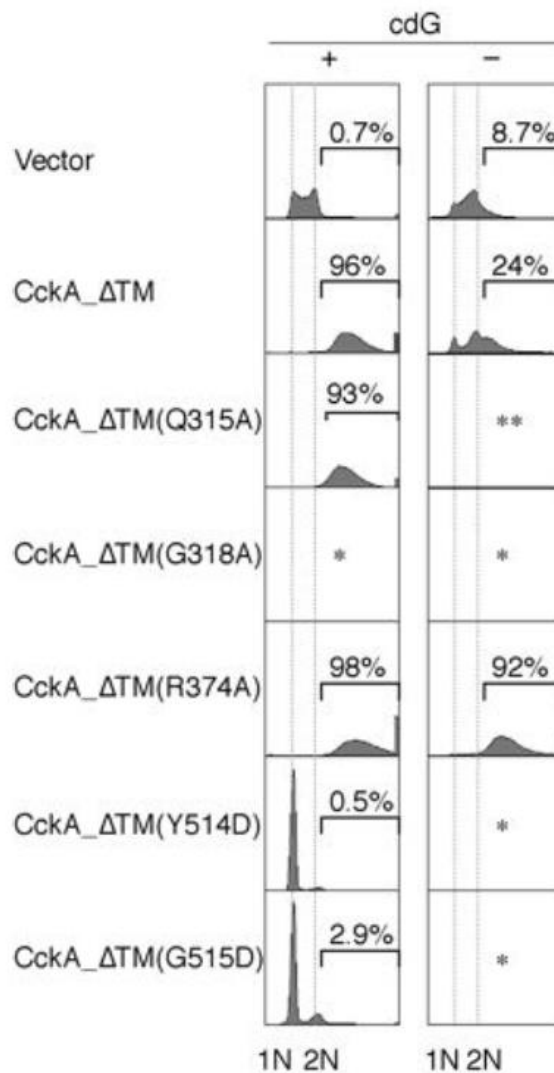 cdG
+ −
Vector 0.7% 8.7%
CckA_ΔTM 96% 24%
CckA_ΔTM(Q315A) 93% **
CckA_ΔTM(G318A) * *
CckA_ΔTM(R374A) 98% 92%
CckA_ΔTM(Y514D) 0.5% *
CckA_ΔTM(G515D) 2.9% *
1N 2N 1N 2N